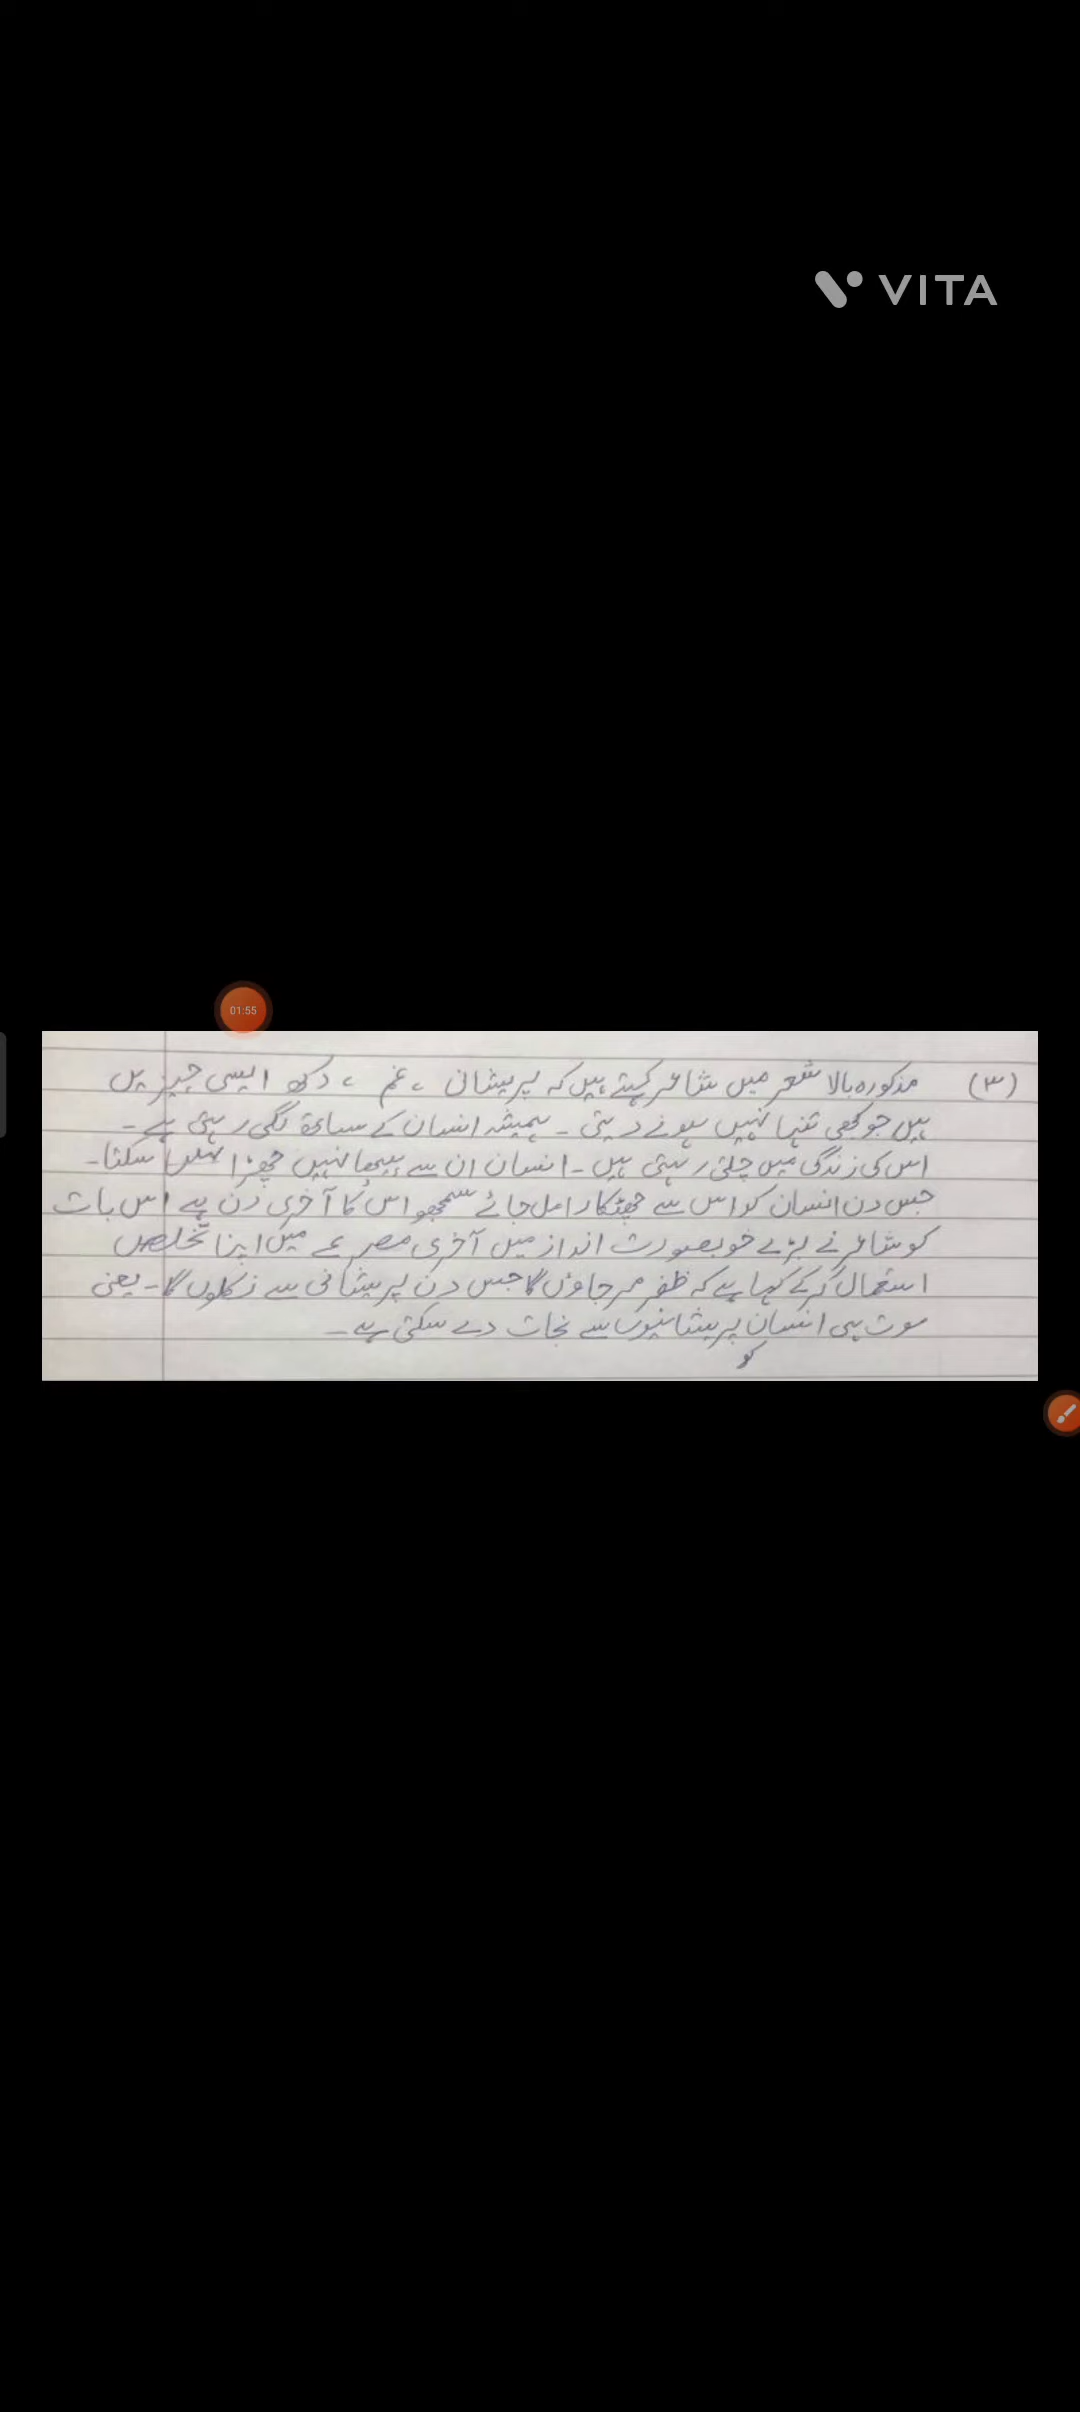 VITA
01:55
(۳) مذکورہ بالا شعر میں شاعر کہتے ہیں کہ پریشانی ، غم ، دکھ ایسی چیزیں
ہیں جو کبھی تنہا نہیں ہونے دیتی ۔ ہمیشہ انسان کے ساتھ لگی رہتی ہے ۔
اس کی زندگی میں چلتی رہتی ہیں ۔ انسان ان سے پیچھا نہیں چھڑا سکتا ۔
جس دن انسان کو اس سے چھٹکارا مل جائے سمجھو اس کا آخری دن ہے اس بات
کو شاعر نے بڑے خوبصورت انداز میں آخری مصرعے میں اپنا تخلص
استعمال کر کے کہا ہے کہ ظفر مر جاؤں گا جس دن پریشانی سے نکلوں گا ۔ یعنی
موت ہی انسان پریشانیوں سے نجات دے سکتی ہے ۔
کو